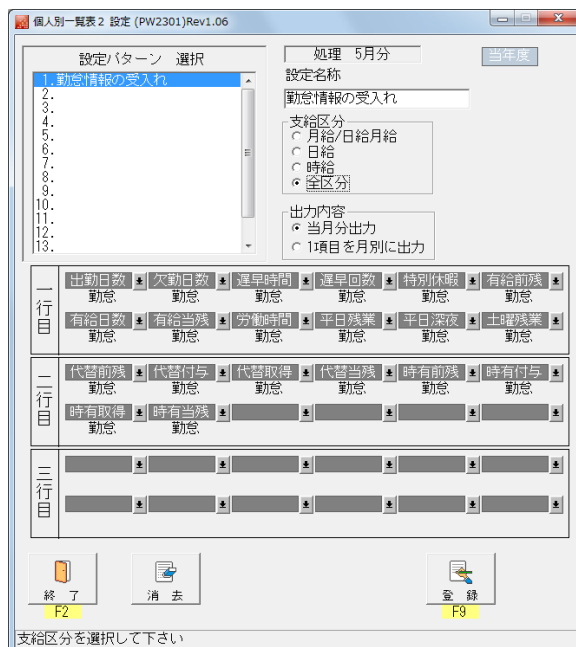 個人別一覧表2 設定 (PW2301)Rev1.06
設定パターン 選択
処理 5月分
当年度
1.勤怠情報の受入れ
2.
3.
4.
5.
6.
7.
8.
9.
10.
11.
12.
13.
設定名称
勤怠情報の受入れ
支給区分
月給/日給月給
日給
時給
全区分
出力内容
当月分出力
1項目を月別に出力
一行目
出勤日数 欠勤日数 遅早時間 遅早回数 特別休暇 有給前残
勤怠 勤怠 勤怠 勤怠 勤怠 勤怠
有給日数 有給当残 労働時間 平日残業 平日深夜 土曜残業
勤怠 勤怠 勤怠 勤怠 勤怠 勤怠
二行目
代替前残 代替付与 代替取得 代替当残 時有前残 時有付与
勤怠 勤怠 勤怠 勤怠 勤怠 勤怠
時有取得 時有当残
勤怠 勤怠
三行目
終 了 消 去 登 録
F2 F9
支給区分を選択して下さい